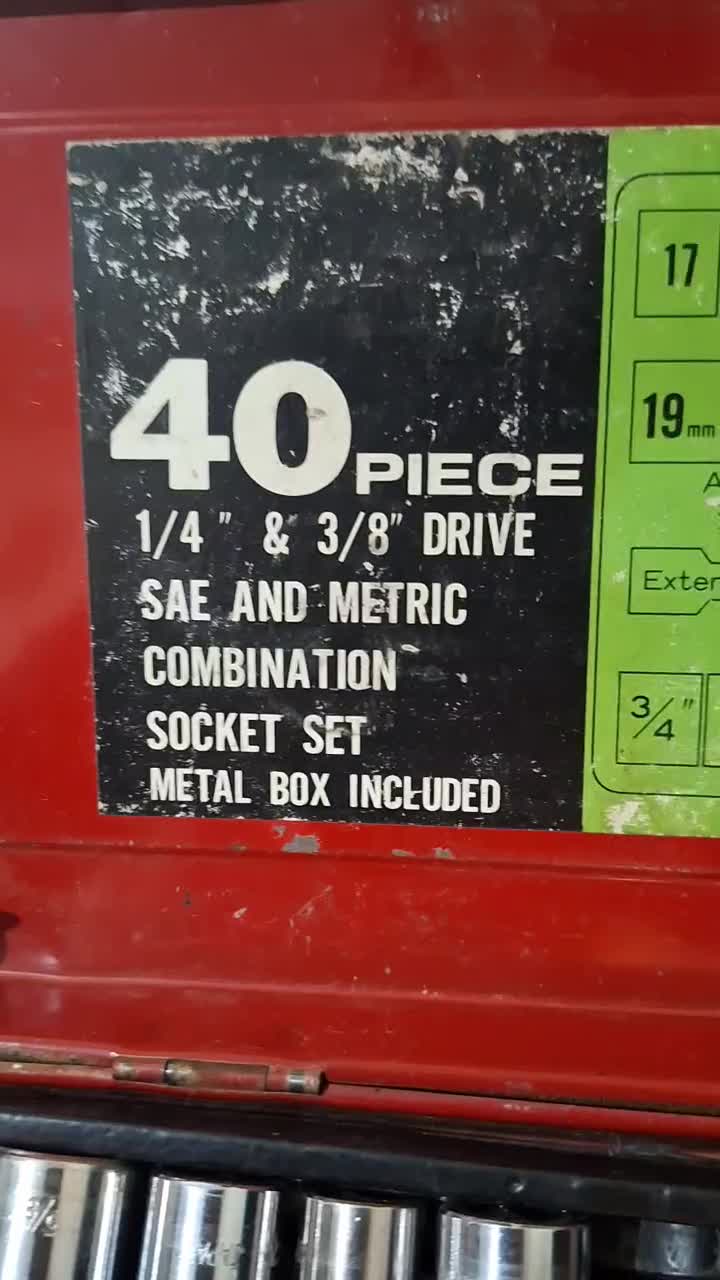 40 PIECE
1/4" & 3/8" DRIVE
SAE AND METRIC
COMBINATION
SOCKET SET
METAL BOX INCLUDED
17
19mm
3/4"